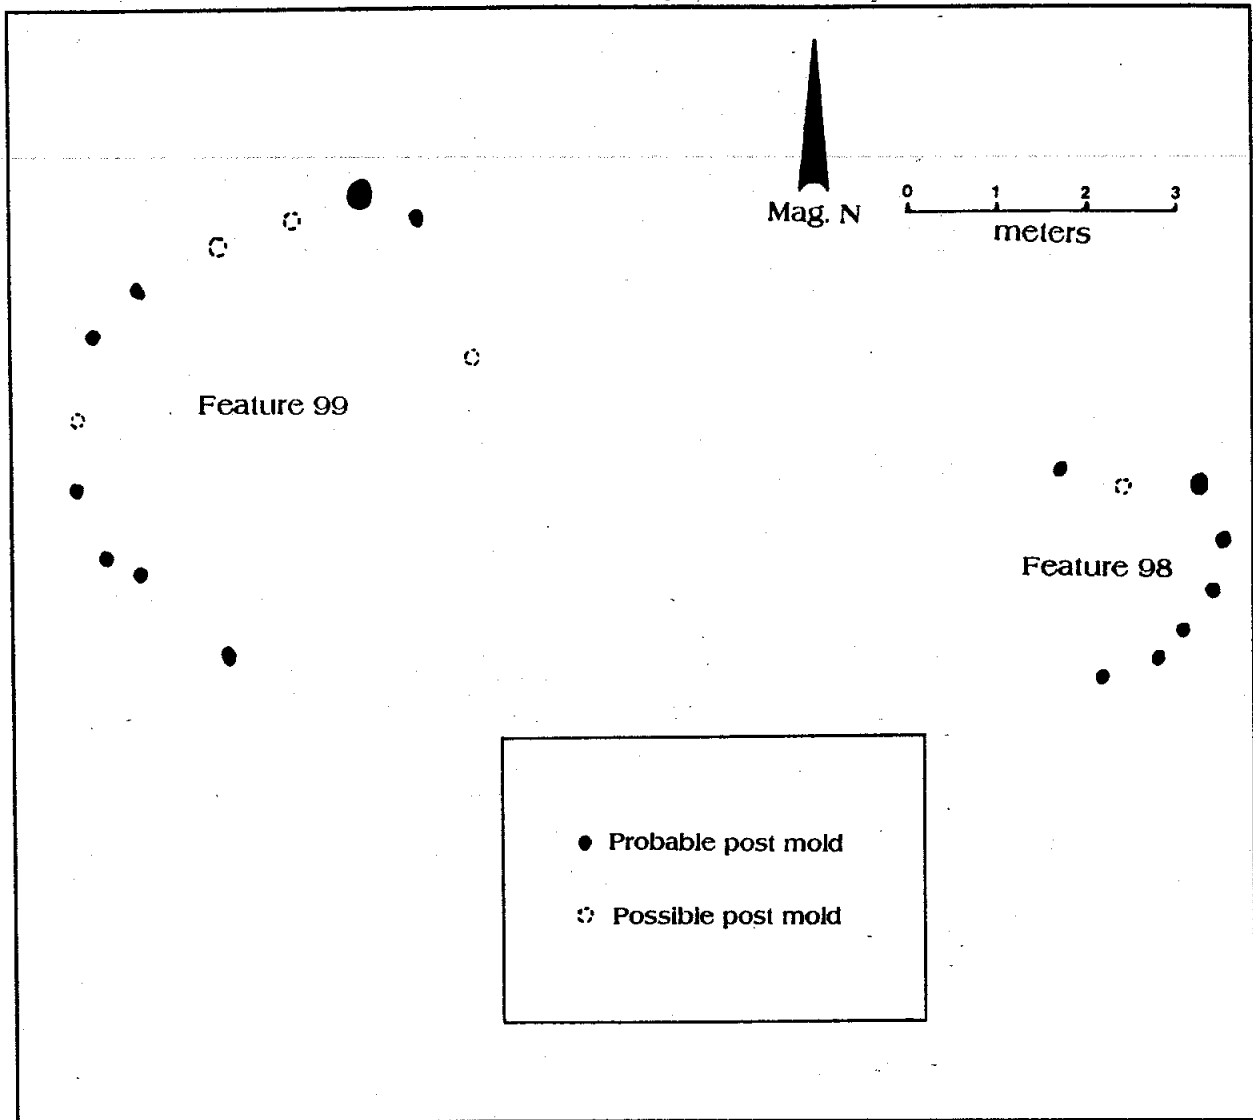 Mag. N
0 1 2 3
meters
Feature 99
Feature 98
Probable post mold
Possible post mold